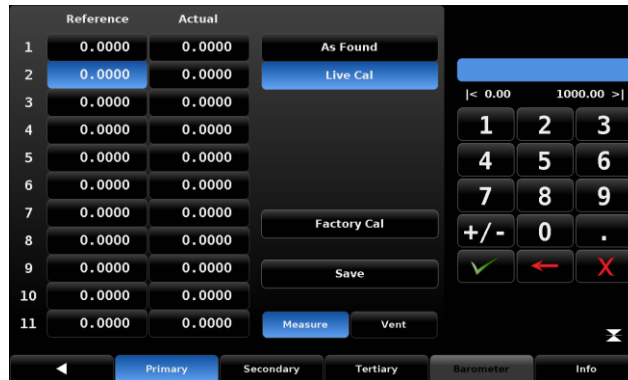 Reference Actual
1 0.0000 0.0000 As Found
2 0.0000 0.0000 Live Cal
|< 0.00 1000.00 >|
3 0.0000 0.0000
1 2 3
4 0.0000 0.0000
5 0.0000 0.0000
4 5 6
6 0.0000 0.0000
7 8 9
7 0.0000 0.0000
Factory Cal
8 0.0000 0.0000
+/- 0 .
9 0.0000 0.0000 Save
X
10 0.0000 0.0000
11 0.0000 0.0000 Measure Vent
Primary Secondary Tertiary Barometer Info